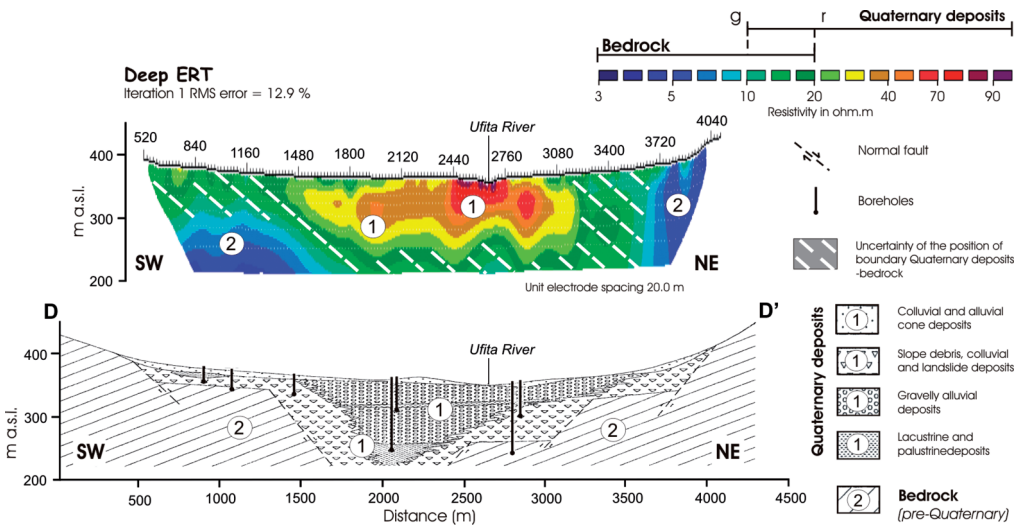 g r Quaternary deposits
Bedrock
3 5 10 20 40 70 90
Resistivity in ohm.m
Deep ERT
Iteration 1 RMS error = 12.9 %
Ufita River
520 840 1160 1480 1800 2120 2440 2760 3080 3400 3720 4040
400
300
200
m a.s.l.
1 1 2 2
SW NE
Unit electrode spacing 20.0 m
Normal fault
Boreholes
Uncertainty of the position of
boundary Quaternary deposits
-bedrock
D D'
Ufita River
400
300
200
m a.s.l.
1 1 2 2
SW NE
500 1000 1500 2000 2500 3000 3500 4000 4500
Distance (m)
Quaternary deposits
1 Colluvial and alluvial
cone deposits
1 Slope debris, colluvial
and landslide deposits
1 Gravelly alluvial
deposits
1 Lacustrine and
palustrinedeposits
2 Bedrock
(pre-Quaternary)